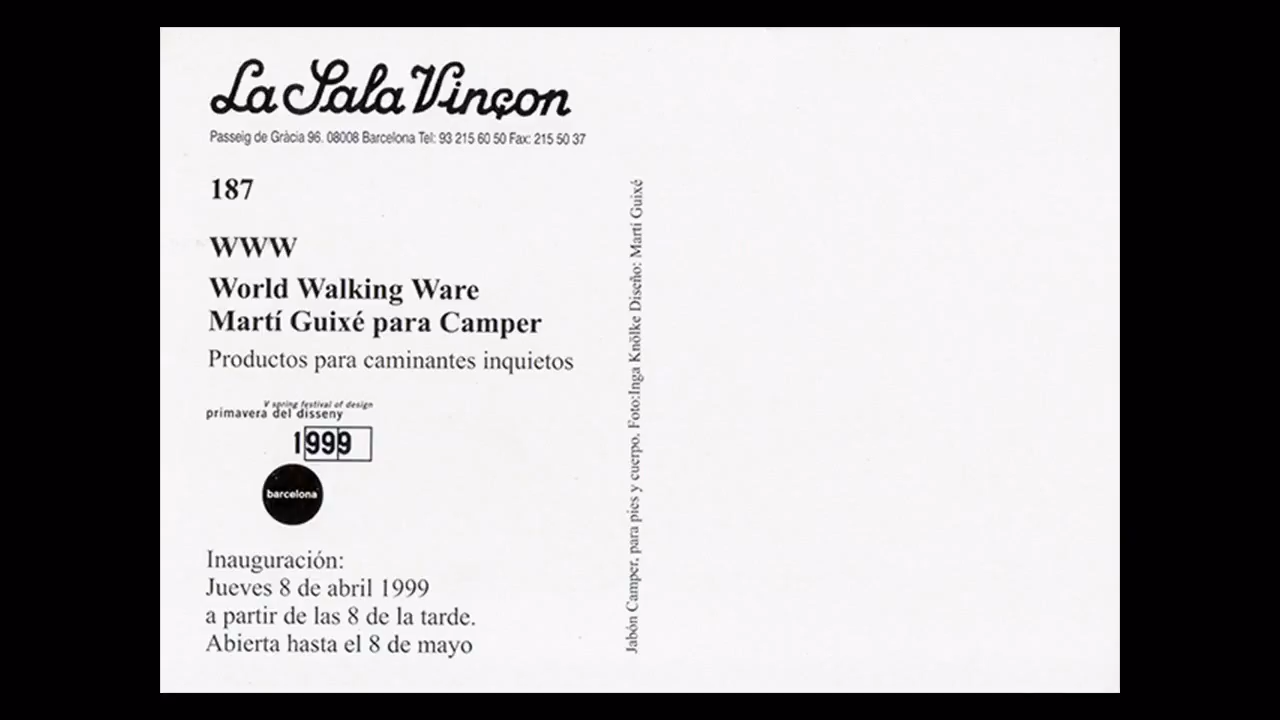 La Sala Vinçon
Passeig de Gràcia 96. 08008 Barcelona Tel: 93 215 60 50 Fax: 215 50 37
187
WWW
World Walking Ware
Martí Guixé para Camper
Productos para caminantes inquietos
V spring festival of design
primavera del disseny
1999
barcelona
Inauguración:
Jueves 8 de abril 1999
a partir de las 8 de la tarde.
Abierta hasta el 8 de mayo
Jabón Camper, para pies y cuerpo. Foto:Inga Knölke Diseño: Martí Guixé